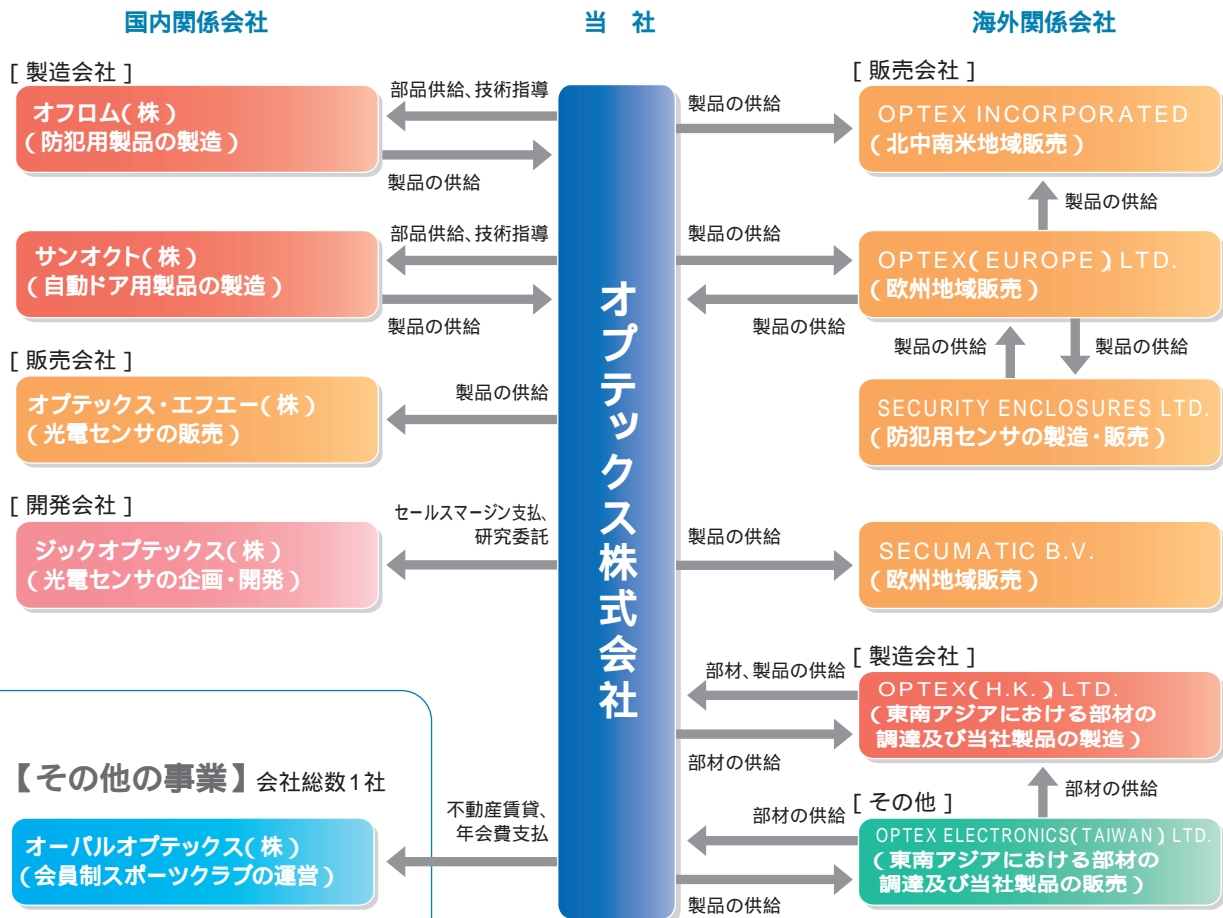 国内関係会社
当 社
海外関係会社
[ 製造会社 ]
オフロム(株)
(防犯用製品の製造)
部品供給、技術指導
製品の供給
サンオクト(株)
(自動ドア用製品の製造)
部品供給、技術指導
製品の供給
[ 販売会社 ]
オプテックス・エフエー(株)
(光電センサの販売)
製品の供給
[ 開発会社 ]
ジックオプテックス(株)
(光電センサの企画・開発)
セールスマージン支払、
研究委託
【その他の事業】会社総数1社
オーパルオプテックス(株)
(会員制スポーツクラブの運営)
不動産賃貸、
年会費支払
オプテックス株式会社
[ 販売会社 ]
製品の供給
OPTEX INCORPORATED
(北中南米地域販売)
製品の供給
製品の供給
OPTEX(EUROPE)LTD.
(欧州地域販売)
製品の供給
製品の供給
製品の供給
SECURITY ENCLOSURES LTD.
(防犯用センサの製造・販売)
製品の供給
SECUMATIC B.V.
(欧州地域販売)
[ 製造会社 ]
部材、製品の供給
OPTEX(H.K.)LTD.
(東南アジアにおける部材の
調達及び当社製品の製造)
部材の供給
部材の供給
[ その他 ]
部材の供給
OPTEX ELECTRONICS(TAIWAN)LTD.
(東南アジアにおける部材の
調達及び当社製品の販売)
製品の供給